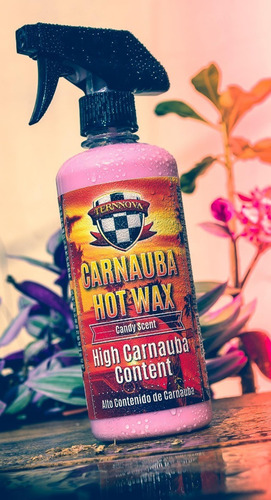 TERNNOVA
CARNAUBA
HOT WAX
Candy Scent
High Carnauba
Content
Alto Contenido de Carnauba